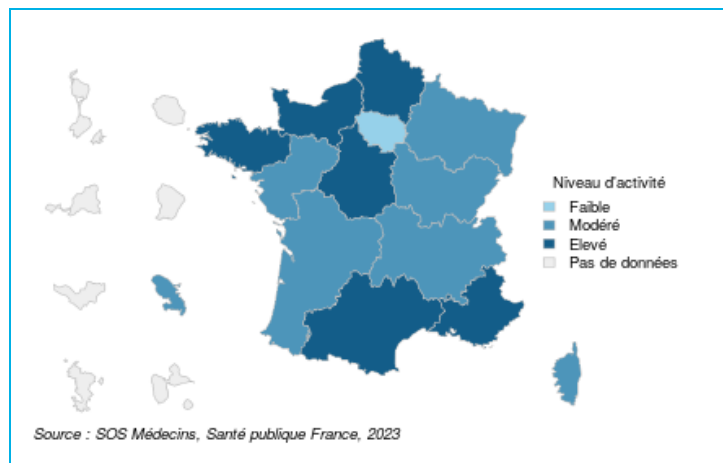 Niveau d'activité
Faible
Modéré
Elevé
Pas de données
Source : SOS Médecins, Santé publique France, 2023